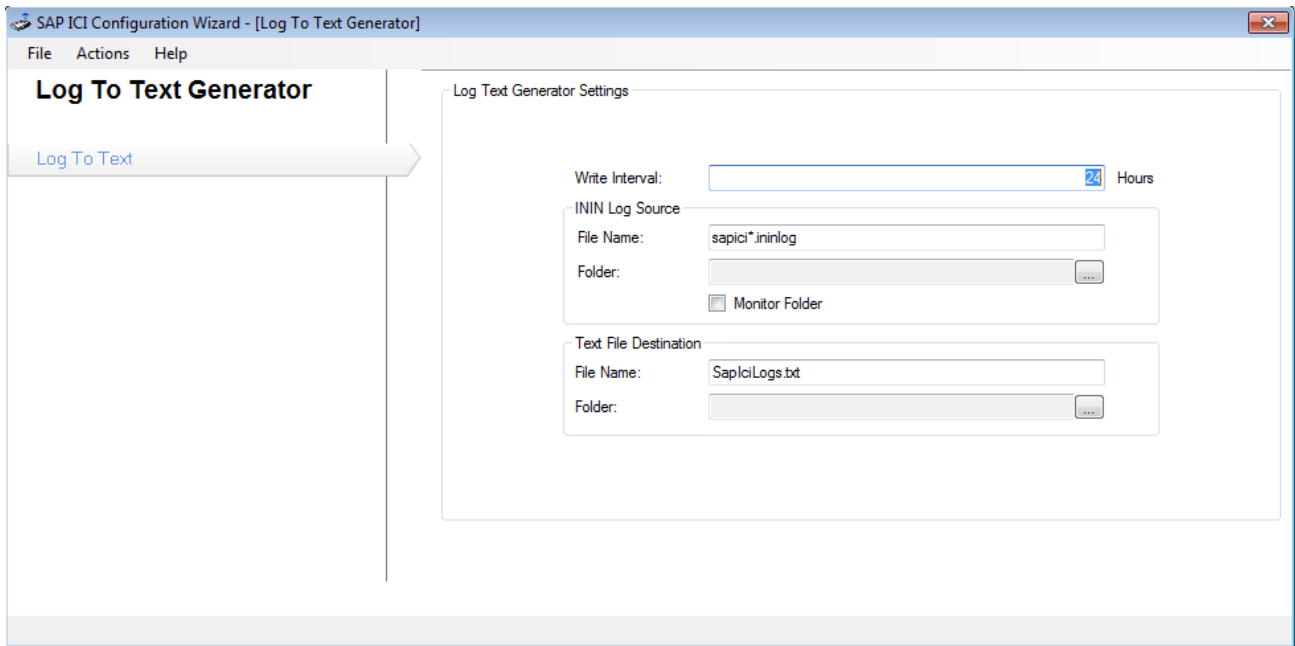 SAP ICI Configuration Wizard - [Log To Text Generator]
File Actions Help
Log To Text Generator
Log To Text
Log Text Generator Settings
Write Interval: 24 Hours
ININ Log Source
File Name: sapici*.ininlog
Folder: ...
Monitor Folder
Text File Destination
File Name: SapIciLogs.txt
Folder: ...